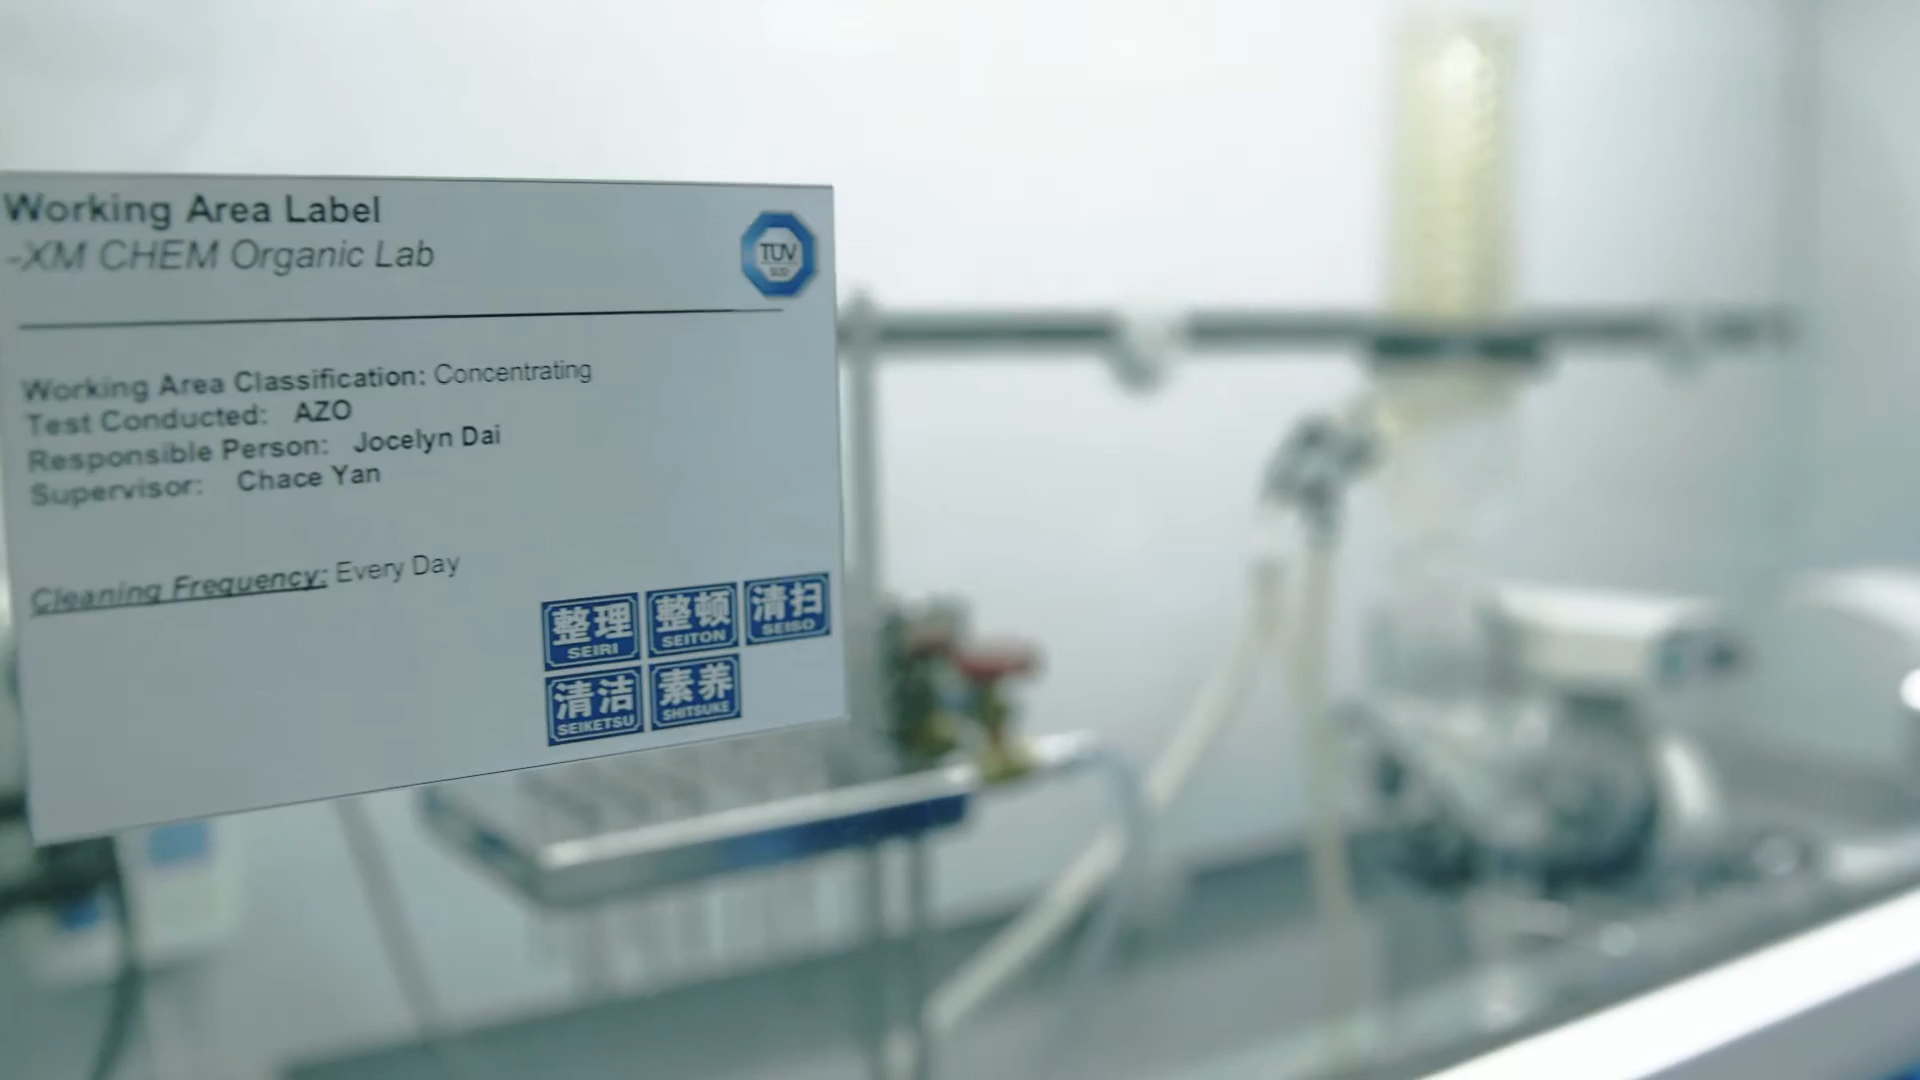 Working Area Label
-XM CHEM Organic Lab
TÜV
SÜD
Working Area Classification: Concentrating
Test Conducted: AZO
Responsible Person: Jocelyn Dai
Supervisor: Chace Yan
Cleaning Frequency: Every Day
整理 整顿 清扫
SEIRI SEITON SEISO
清洁 素养
SEIKETSU SHITSUKE